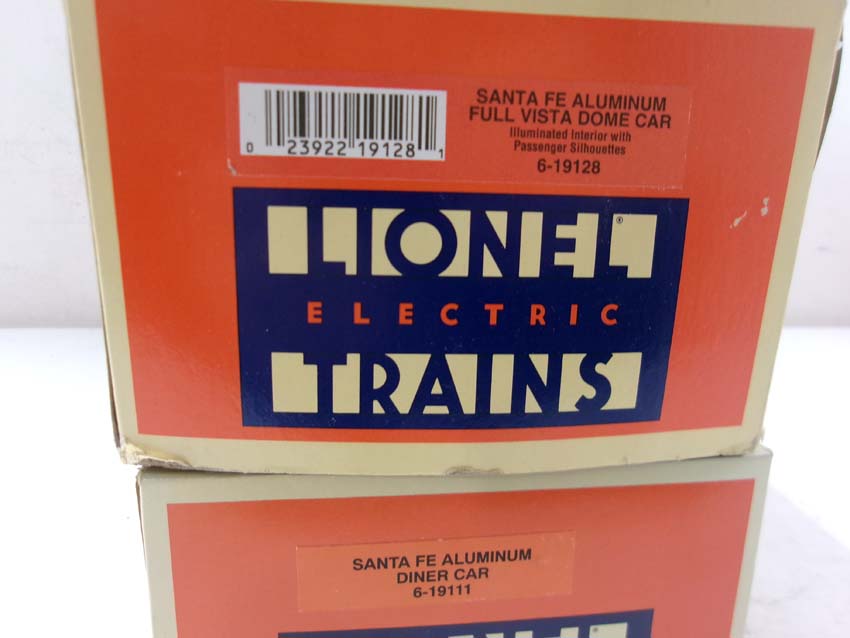 SANTA FE ALUMINUM
FULL VISTA DOME CAR
Illuminated Interior with
Passenger Silhouettes
6-19128
0 23922 19128 1
LIONEL®
ELECTRIC
TRAINS
SANTA FE ALUMINUM
DINER CAR
6-19111